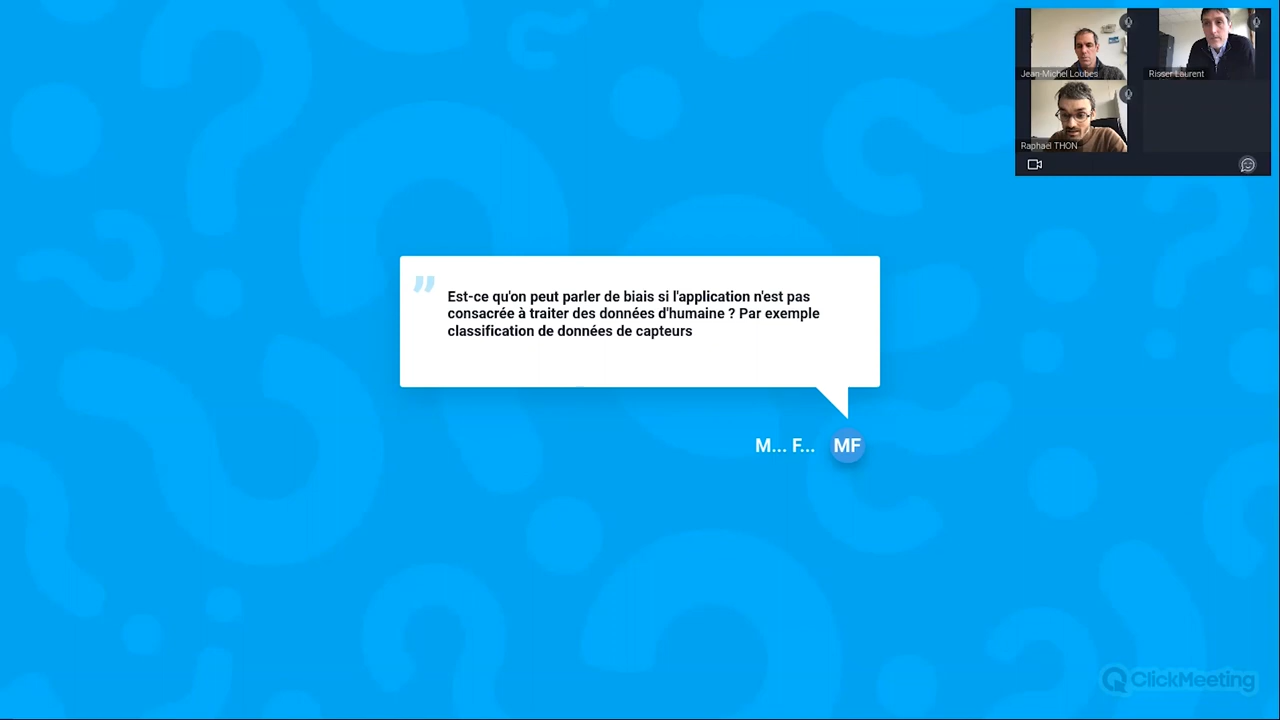 Jean-Michel Loubes
Risser Laurent
Raphael THON
Est-ce qu'on peut parler de biais si l'application n'est pas
consacrée à traiter des données d'humaine ? Par exemple
classification de données de capteurs
M... F... MF
ClickMeeting